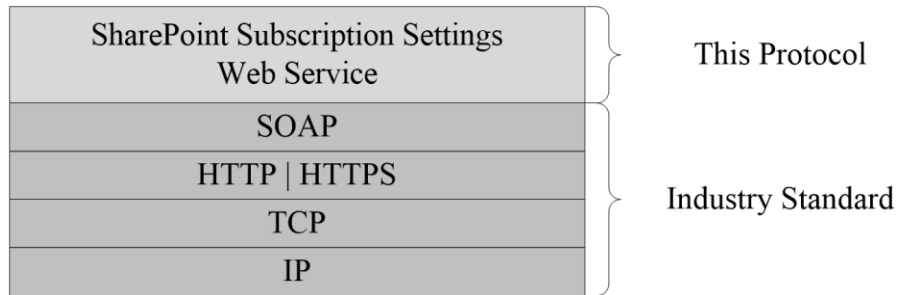 SharePoint Subscription Settings
Web Service
This Protocol
SOAP
HTTP | HTTPS
TCP
IP
Industry Standard